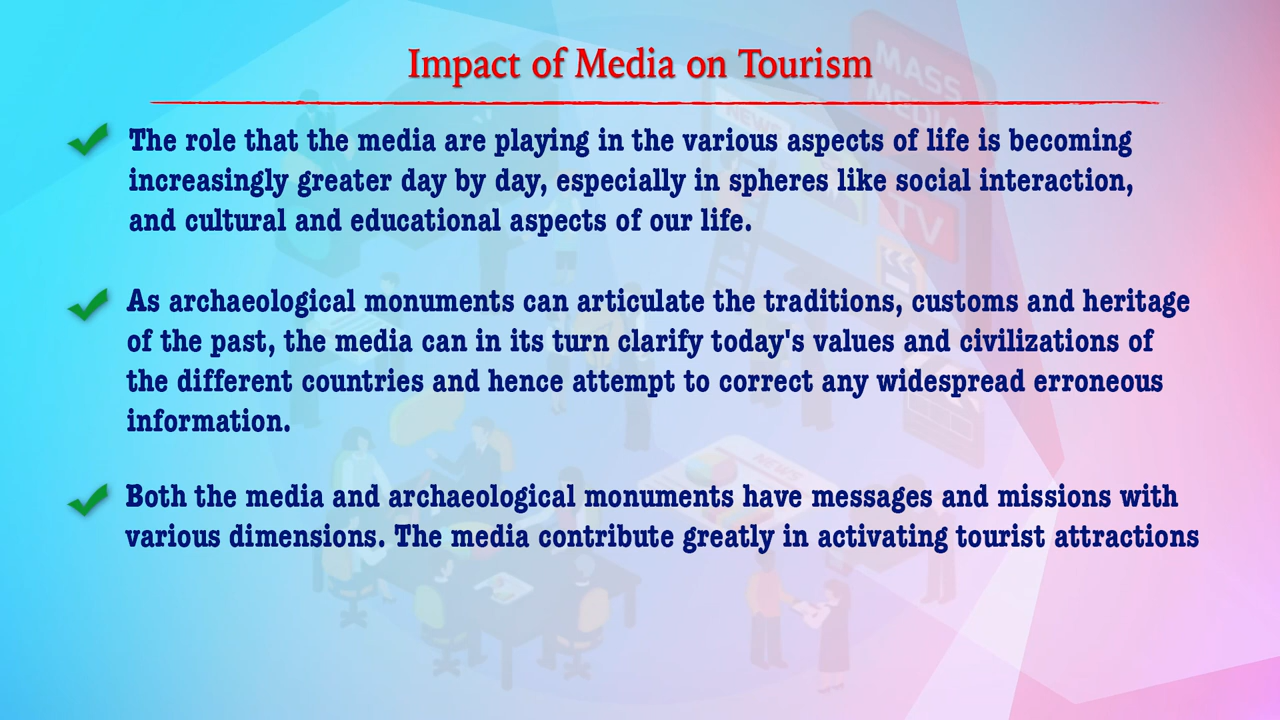 Impact of Media on Tourism
The role that the media are playing in the various aspects of life is becoming
increasingly greater day by day, especially in spheres like social interaction,
and cultural and educational aspects of our life.
As archaeological monuments can articulate the traditions, customs and heritage
of the past, the media can in its turn clarify today's values and civilizations of
the different countries and hence attempt to correct any widespread erroneous
information.
Both the media and archaeological monuments have messages and missions with
various dimensions. The media contribute greatly in activating tourist attractions
MASS
MEDIA
NEWS
TV
NEWS